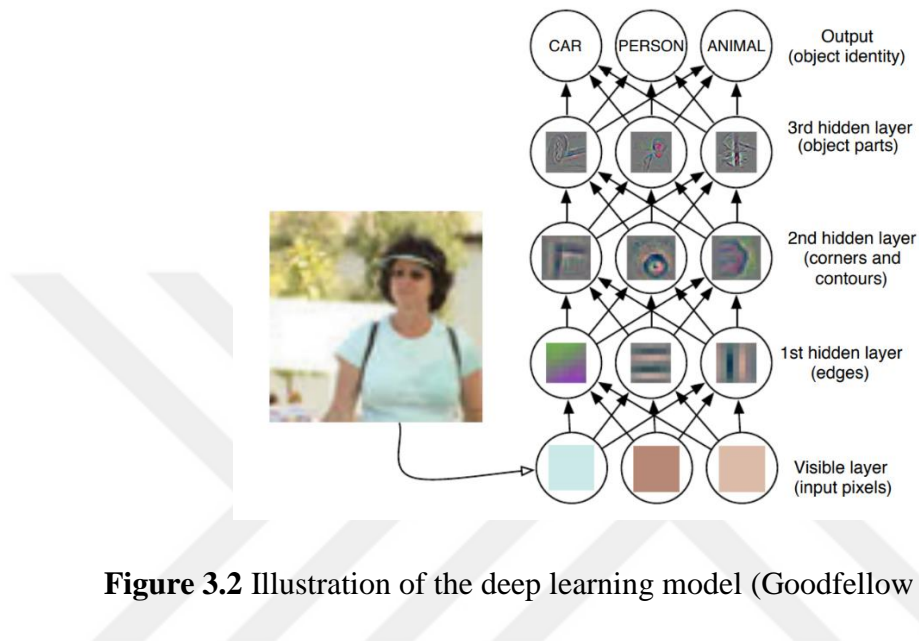 CAR PERSON ANIMAL
Output
(object identity)
3rd hidden layer
(object parts)
2nd hidden layer
(corners and
contours)
1st hidden layer
(edges)
Visible layer
(input pixels)
Figure 3.2 Illustration of the deep learning model (Goodfellow